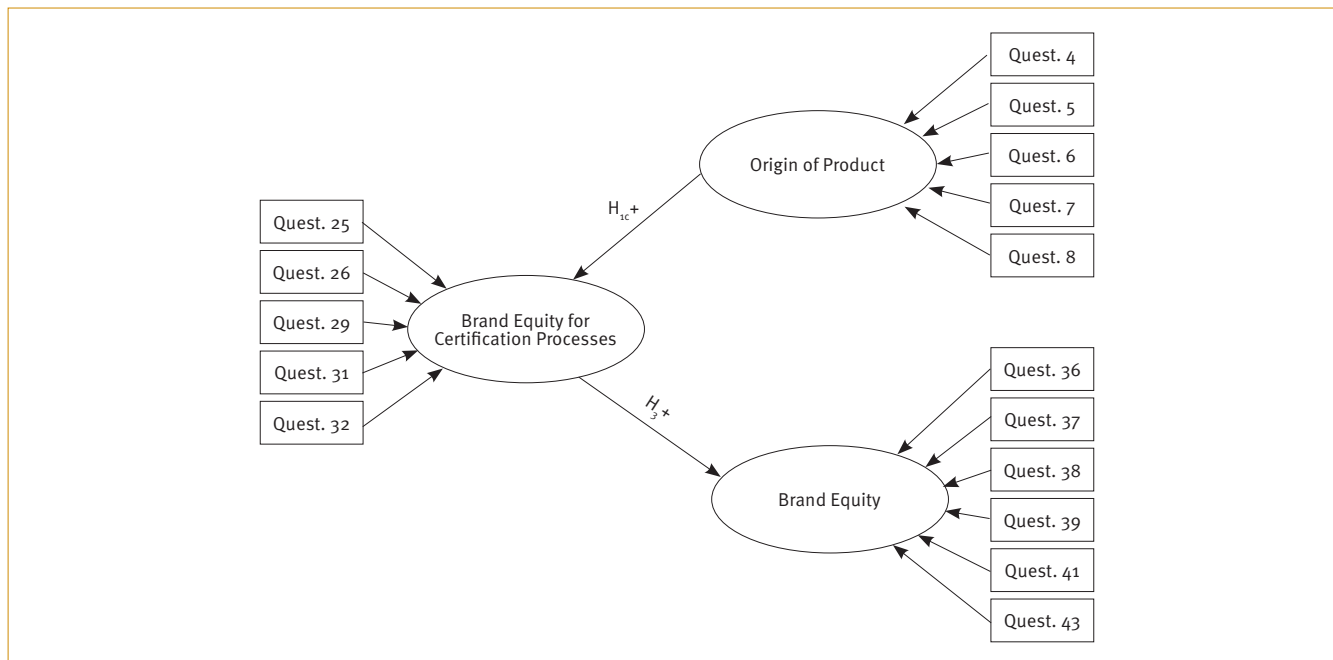 Quest. 4
Quest. 5
Quest. 6
Quest. 7
Quest. 8
Origin of Product
H1c+
Quest. 25
Quest. 26
Quest. 29
Quest. 31
Quest. 32
Brand Equity for
Certification Processes
H3+
Quest. 36
Quest. 37
Quest. 38
Quest. 39
Quest. 41
Quest. 43
Brand Equity